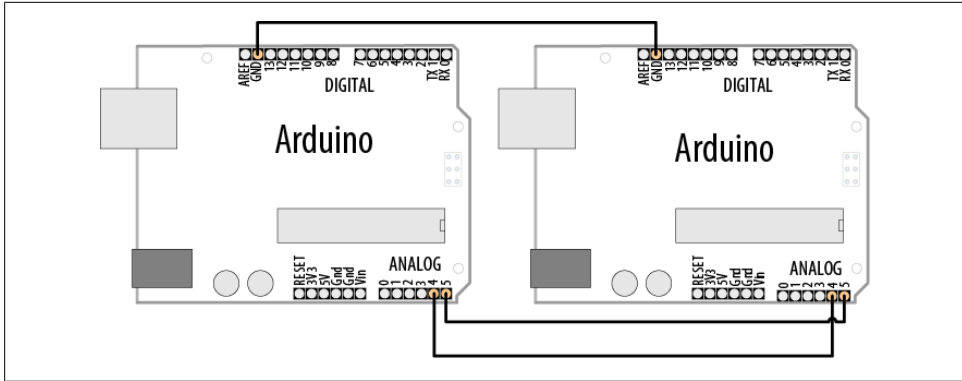 AREF GND 13 12 11 10 9 8 7 6 5 4 3 2 TX 1 RX 0
DIGITAL
Arduino
ANALOG
RESET 3V3 5V Gnd Gnd Vin 0 1 2 3 4 5
AREF GND 13 12 11 10 9 8 7 6 5 4 3 2 TX 1 RX 0
DIGITAL
Arduino
ANALOG
RESET 3V3 5V Grd Grd Vin 0 1 2 3 4 5